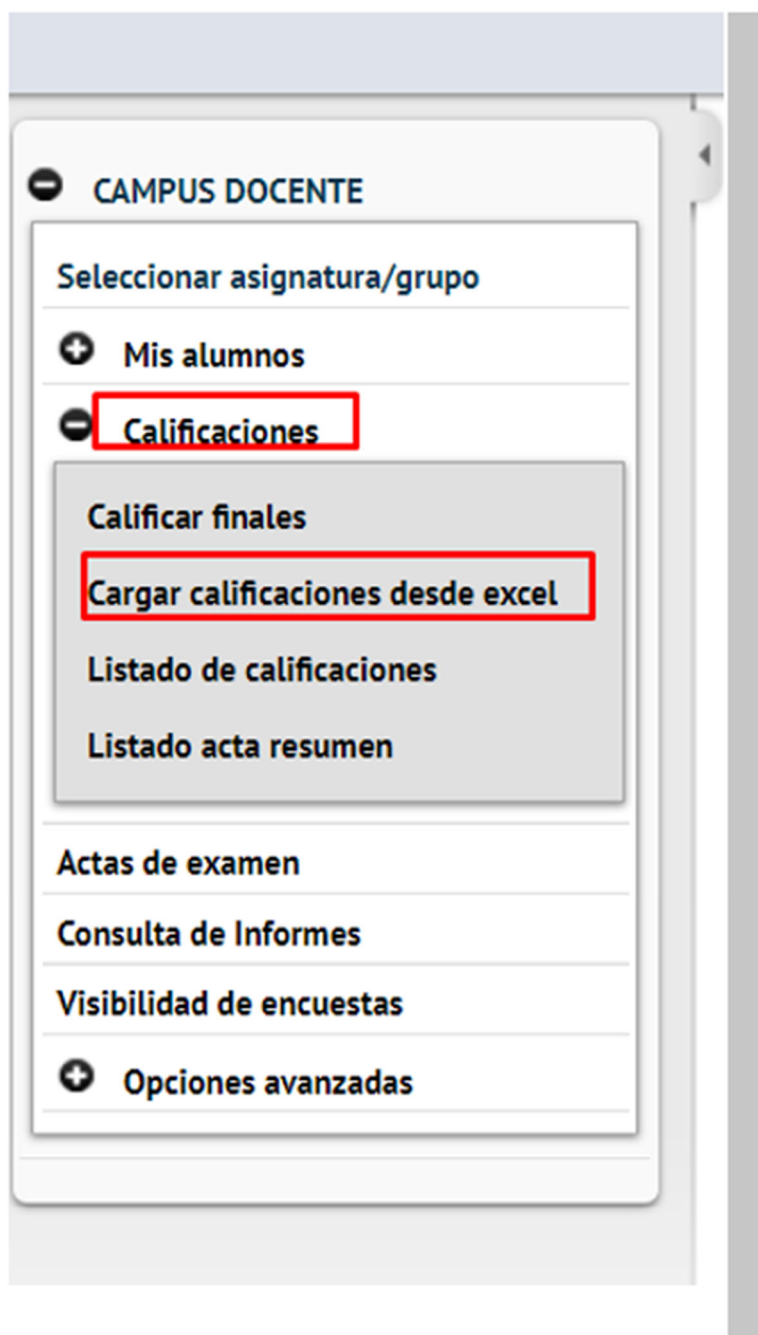 CAMPUS DOCENTE
Seleccionar asignatura/grupo
Mis alumnos
Calificaciones
Calificar finales
Cargar calificaciones desde excel
Listado de calificaciones
Listado acta resumen
Actas de examen
Consulta de Informes
Visibilidad de encuestas
Opciones avanzadas